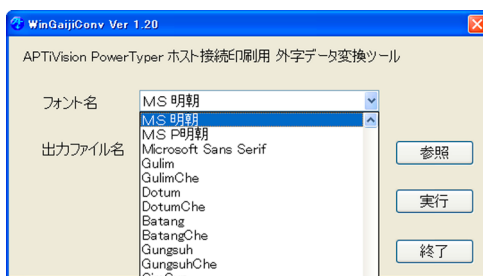 WinGaijiConv Ver 1.20
APTiVision PowerTyper ホスト接続印刷用 外字データ変換ツール
フォント名
MS 明朝
MS 明朝
MS P明朝
出力ファイル名
Microsoft Sans Serif
参照
Gulim
GulimChe
Dotum
DotumChe
実行
Batang
BatangChe
Gungsuh
終了
GungsuhChe